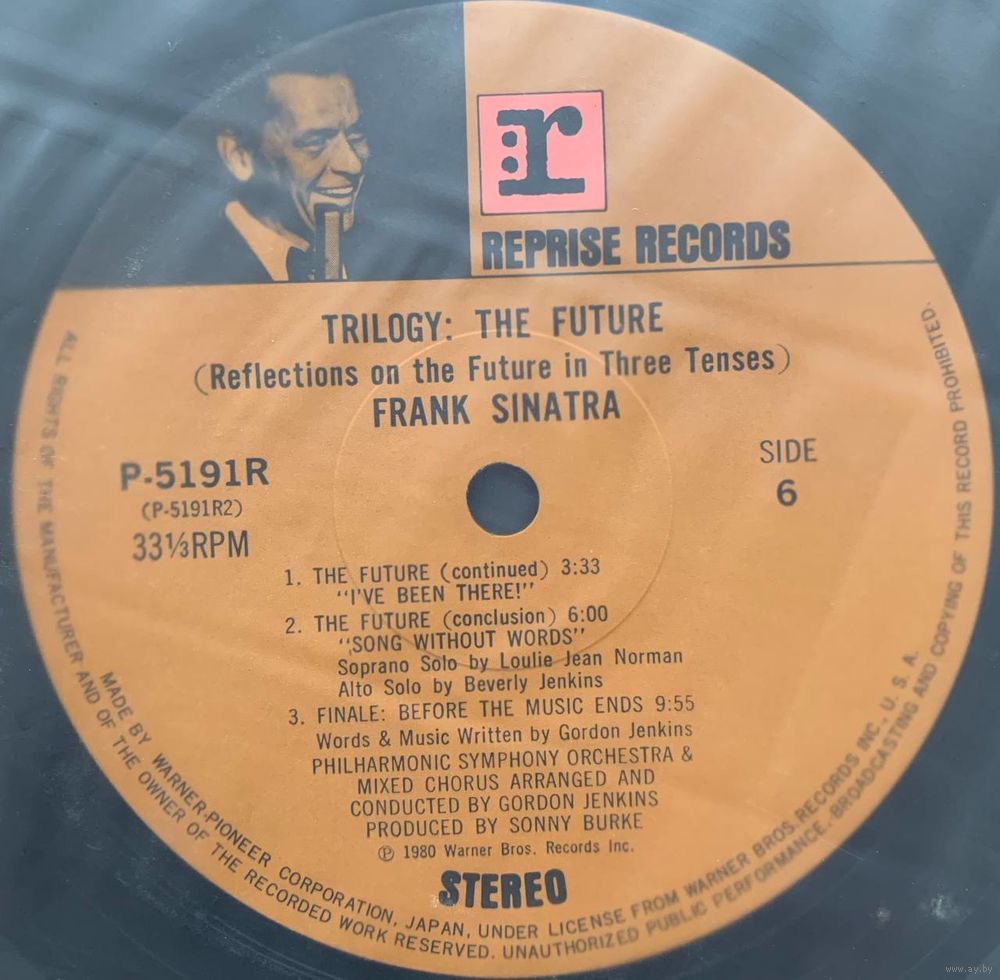 r
REPRISE RECORDS
TRILOGY: THE FUTURE
(Reflections on the Future in Three Tenses)
FRANK SINATRA
P-5191R
(P-5191R2)
33⅓RPM
SIDE
6
1. THE FUTURE (continued) 3:33
"I'VE BEEN THERE!"
2. THE FUTURE (conclusion) 6:00
"SONG WITHOUT WORDS"
Soprano Solo by Loulie Jean Norman
Alto Solo by Beverly Jenkins
3. FINALE: BEFORE THE MUSIC ENDS 9:55
Words & Music Written by Gordon Jenkins
PHILHARMONIC SYMPHONY ORCHESTRA &
MIXED CHORUS ARRANGED AND
CONDUCTED BY GORDON JENKINS
PRODUCED BY SONNY BURKE
℗ 1980 Warner Bros. Records Inc.
STEREO
MADE BY WARNER-PIONEER CORPORATION, JAPAN, UNDER LICENSE FROM WARNER BROS. RECORDS INC., U. S. A.
ALL RIGHTS OF THE MANUFACTURER AND OF THE OWNER OF THE RECORDED WORK RESERVED. UNAUTHORIZED PUBLIC PERFORMANCE, BROADCASTING AND COPYING OF THIS RECORD PROHIBITED.
www.ay.by